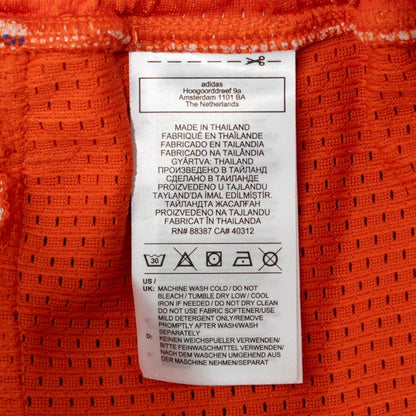 adidas
Hoogoorddreef 9a
Amsterdam 1101 BA
The Netherlands
MADE IN THAILAND
FABRIQUÉ EN THAÏLANDE
FABRICADO EN TAILANDIA
FABRICADO NA TAILÂNDIA
GYÁRTVA: THAIFÖLD
ПРОИЗВЕДЕНО В ТАЙЛАНД
СДЕЛАНО В ТАИЛАНДЕ
PROIZVEDENO U TAJLANDU
TAYLAND'DA İMAL EDİLMİŞTİR.
ТАЙЛАНДТА ЖАСАЛҒАН
PROIZVEDENO U TAJLANDU
FABRICAT ÎN THAILANDA
RN# 88387 CA# 40312
30
US /
UK: MACHINE WASH COLD / DO NOT
BLEACH / TUMBLE DRY LOW / COOL
IRON IF NEEDED / DO NOT DRY CLEAN
DO NOT USE FABRIC SOFTENER/USE
MILD DETERGENT ONLY/REMOVE
PROMPTLY AFTER WASH/WASH
SEPARATELY
D: KEINEN WEICHSPUELER VERWENDEN/
BITTE FEINWASCHMITTEL VERWENDEN/
NACH DEM WASCHEN UMGEHEND AUS
DER MASCHINE NEHMEN/SEPARAT